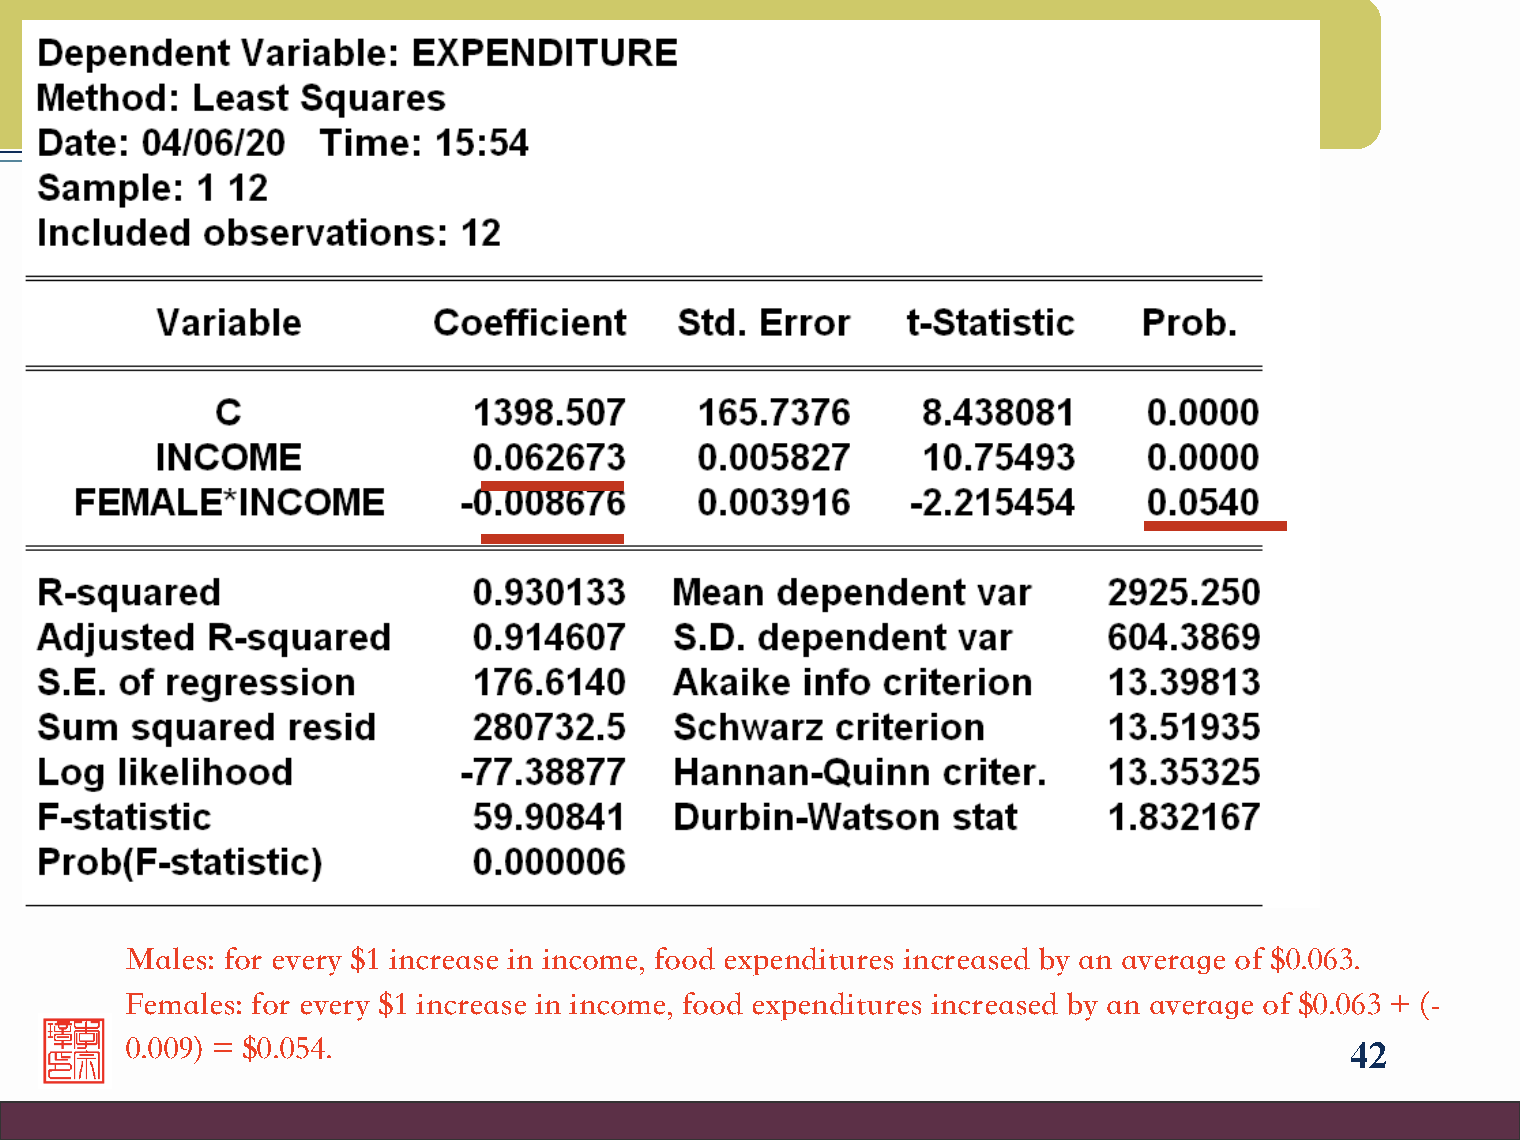 Dependent Variable: EXPENDITURE
Method: Least Squares
Date: 04/06/20 Time: 15:54
Sample: 1 12
Included observations: 12
Variable Coefficient Std. Error t-Statistic Prob.
C 1398.507 165.7376 8.438081 0.0000
INCOME 0.062673 0.005827 10.75493 0.0000
FEMALE*INCOME -0.008676 0.003916 -2.215454 0.0540
R-squared 0.930133 Mean dependent var 2925.250
Adjusted R-squared 0.914607 S.D. dependent var 604.3869
S.E. of regression 176.6140 Akaike info criterion 13.39813
Sum squared resid 280732.5 Schwarz criterion 13.51935
Log likelihood -77.38877 Hannan-Quinn criter. 13.35325
F-statistic 59.90841 Durbin-Watson stat 1.832167
Prob(F-statistic) 0.000006
Males: for every $1 increase in income, food expenditures increased by an average of $0.063.
Females: for every $1 increase in income, food expenditures increased by an average of $0.063 + (-
0.009) = $0.054.
42